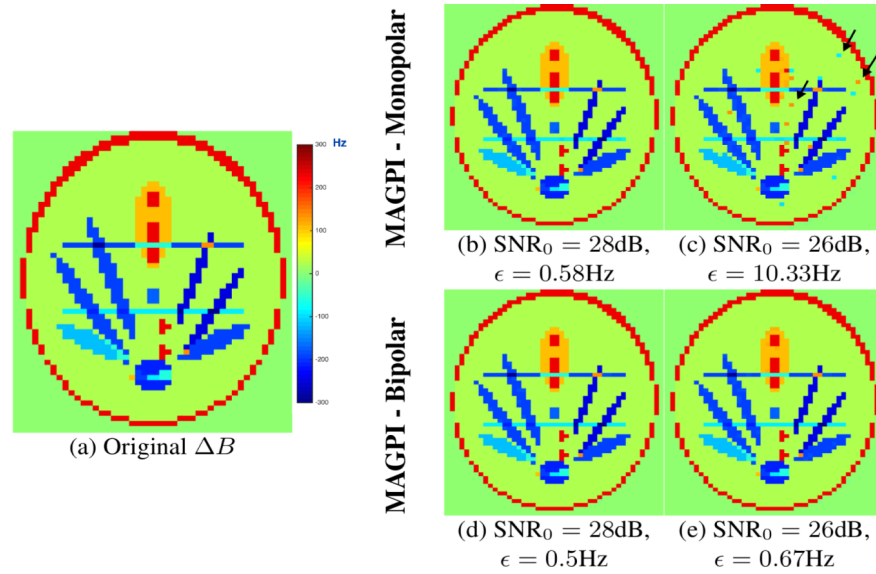 300
Hz
200
100
0
-100
-200
-300
(a) Original ΔB
MAGPI - Monopolar
(b) SNR₀ = 28dB,
ϵ = 0.58Hz
(c) SNR₀ = 26dB,
ϵ = 10.33Hz
MAGPI - Bipolar
(d) SNR₀ = 28dB,
ϵ = 0.5Hz
(e) SNR₀ = 26dB,
ϵ = 0.67Hz